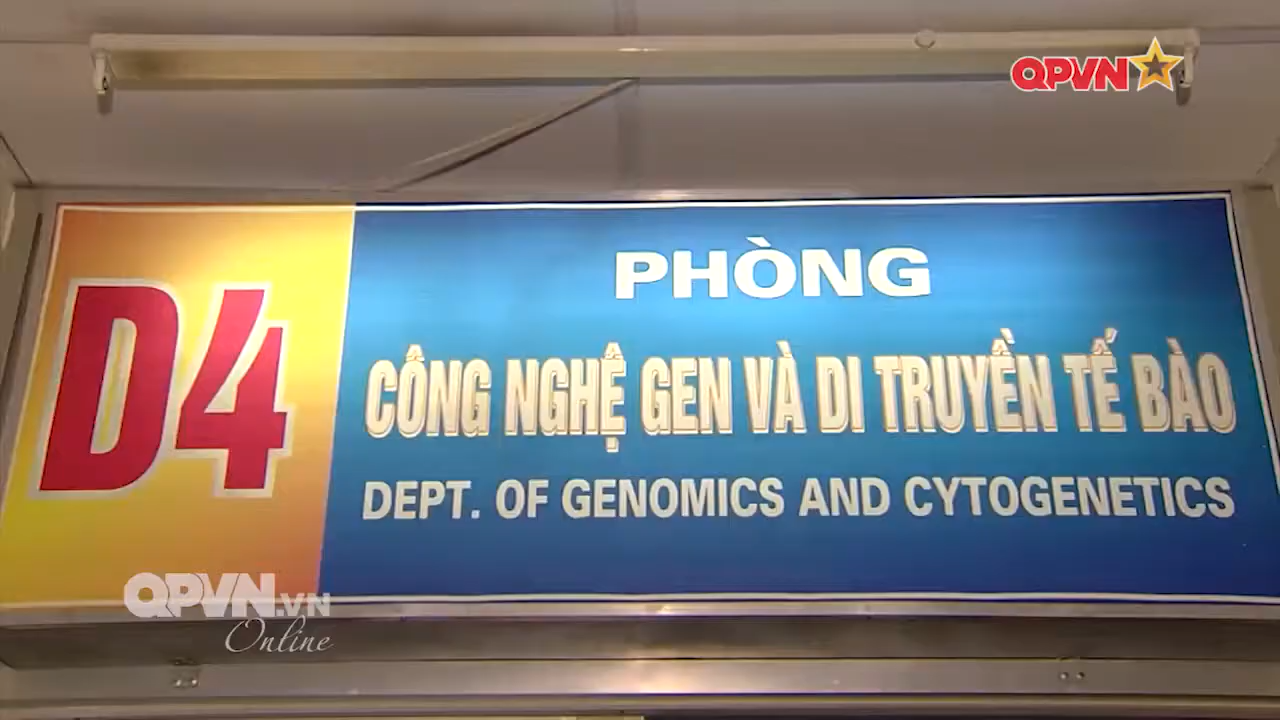 QPVN
D4
PHÒNG
CÔNG NGHỆ GEN VÀ DI TRUYỀN TẾ BÀO
DEPT. OF GENOMICS AND CYTOGENETICS
QPVN.VN
Online